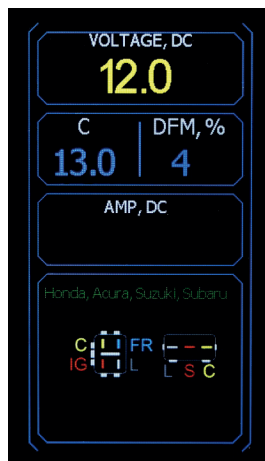 VOLTAGE, DC
12.0
C DFM, %
13.0 4
AMP, DC
Honda, Acura, Suzuki, Subaru
C FR
IG L
L S C